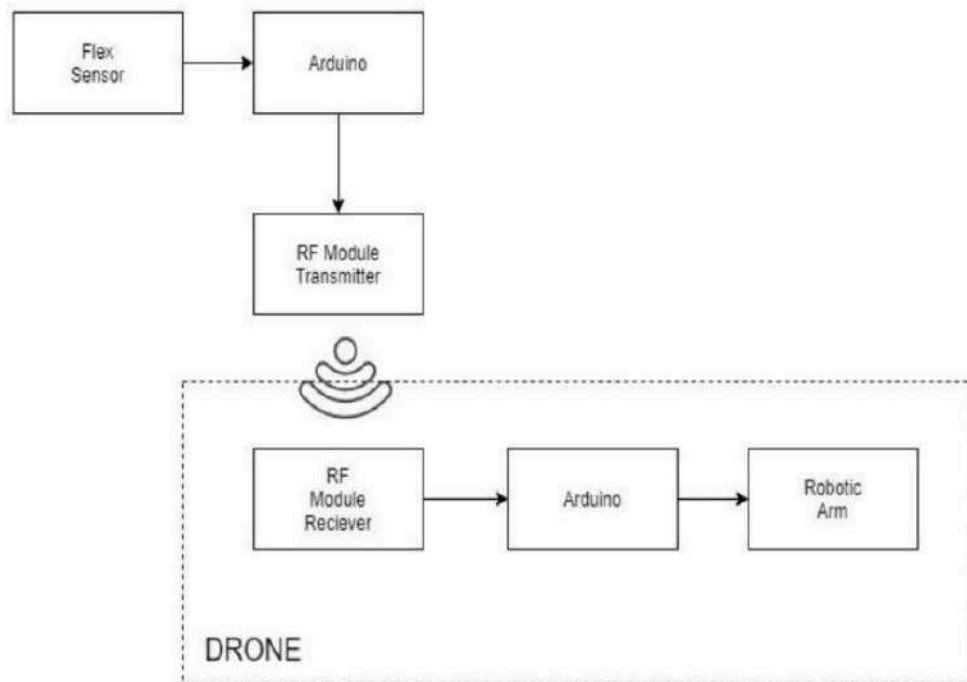 Flex
Sensor
Arduino
RF Module
Transmitter
RF
Module
Reciever
Arduino
Robotic
Arm
DRONE